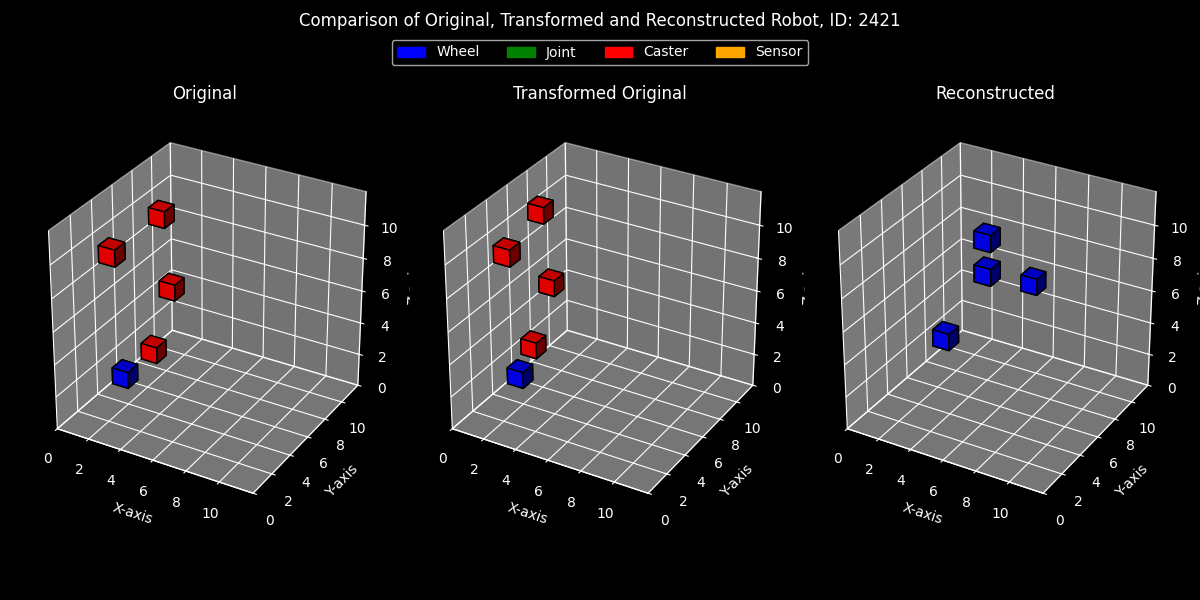 Comparison of Original, Transformed and Reconstructed Robot, ID: 2421
Wheel Joint Caster Sensor
Original
0 2 4 6 8 10
X-axis
0 2 4 6 8 10
Y-axis
0 2 4 6 8 10
Transformed Original
0 2 4 6 8 10
X-axis
0 2 4 6 8 10
Y-axis
0 2 4 6 8 10
Reconstructed
0 2 4 6 8 10
X-axis
0 2 4 6 8 10
Y-axis
0 2 4 6 8 10